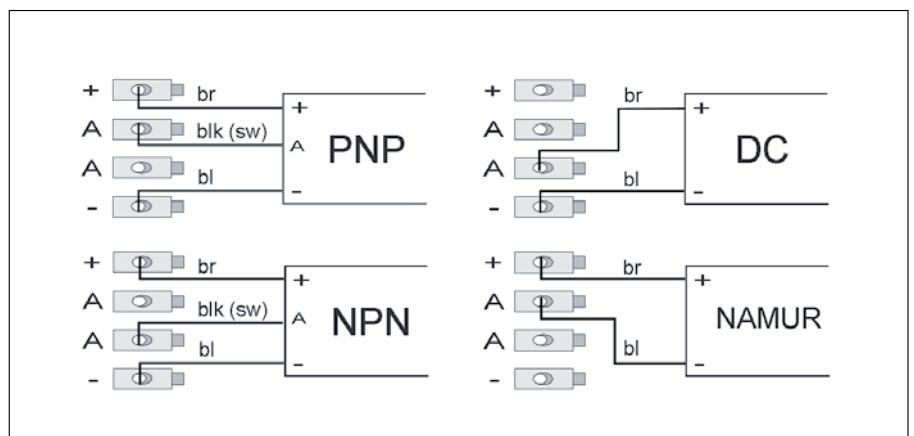 + br
+
A blk (sw)
A PNP
A
bl
-
-
+ br
+
A
A DC
bl
-
-
+ br
+
A
blk (sw)
A NPN
A
bl
-
-
+ br
+
A
NAMUR
A
bl
-
-